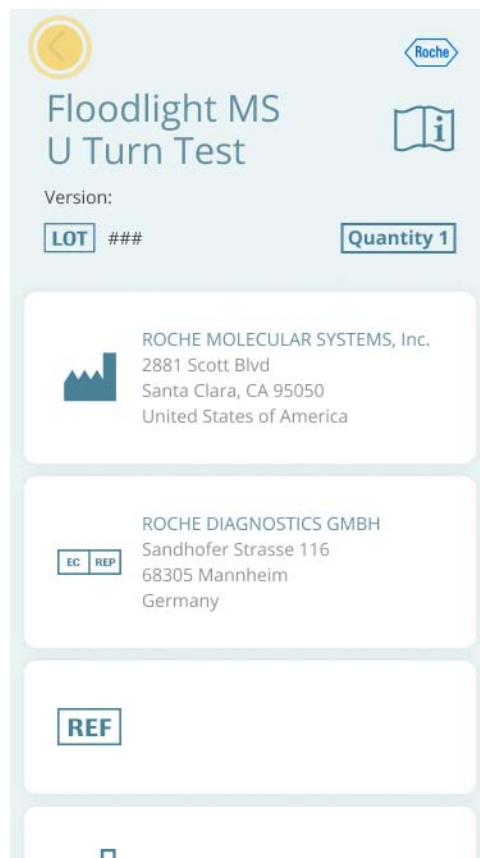 Roche
Floodlight MS
U Turn Test
i
Version:
LOT ###
Quantity 1
ROCHE MOLECULAR SYSTEMS, Inc.
2881 Scott Blvd
Santa Clara, CA 95050
United States of America
EC REP
ROCHE DIAGNOSTICS GMBH
Sandhofer Strasse 116
68305 Mannheim
Germany
REF